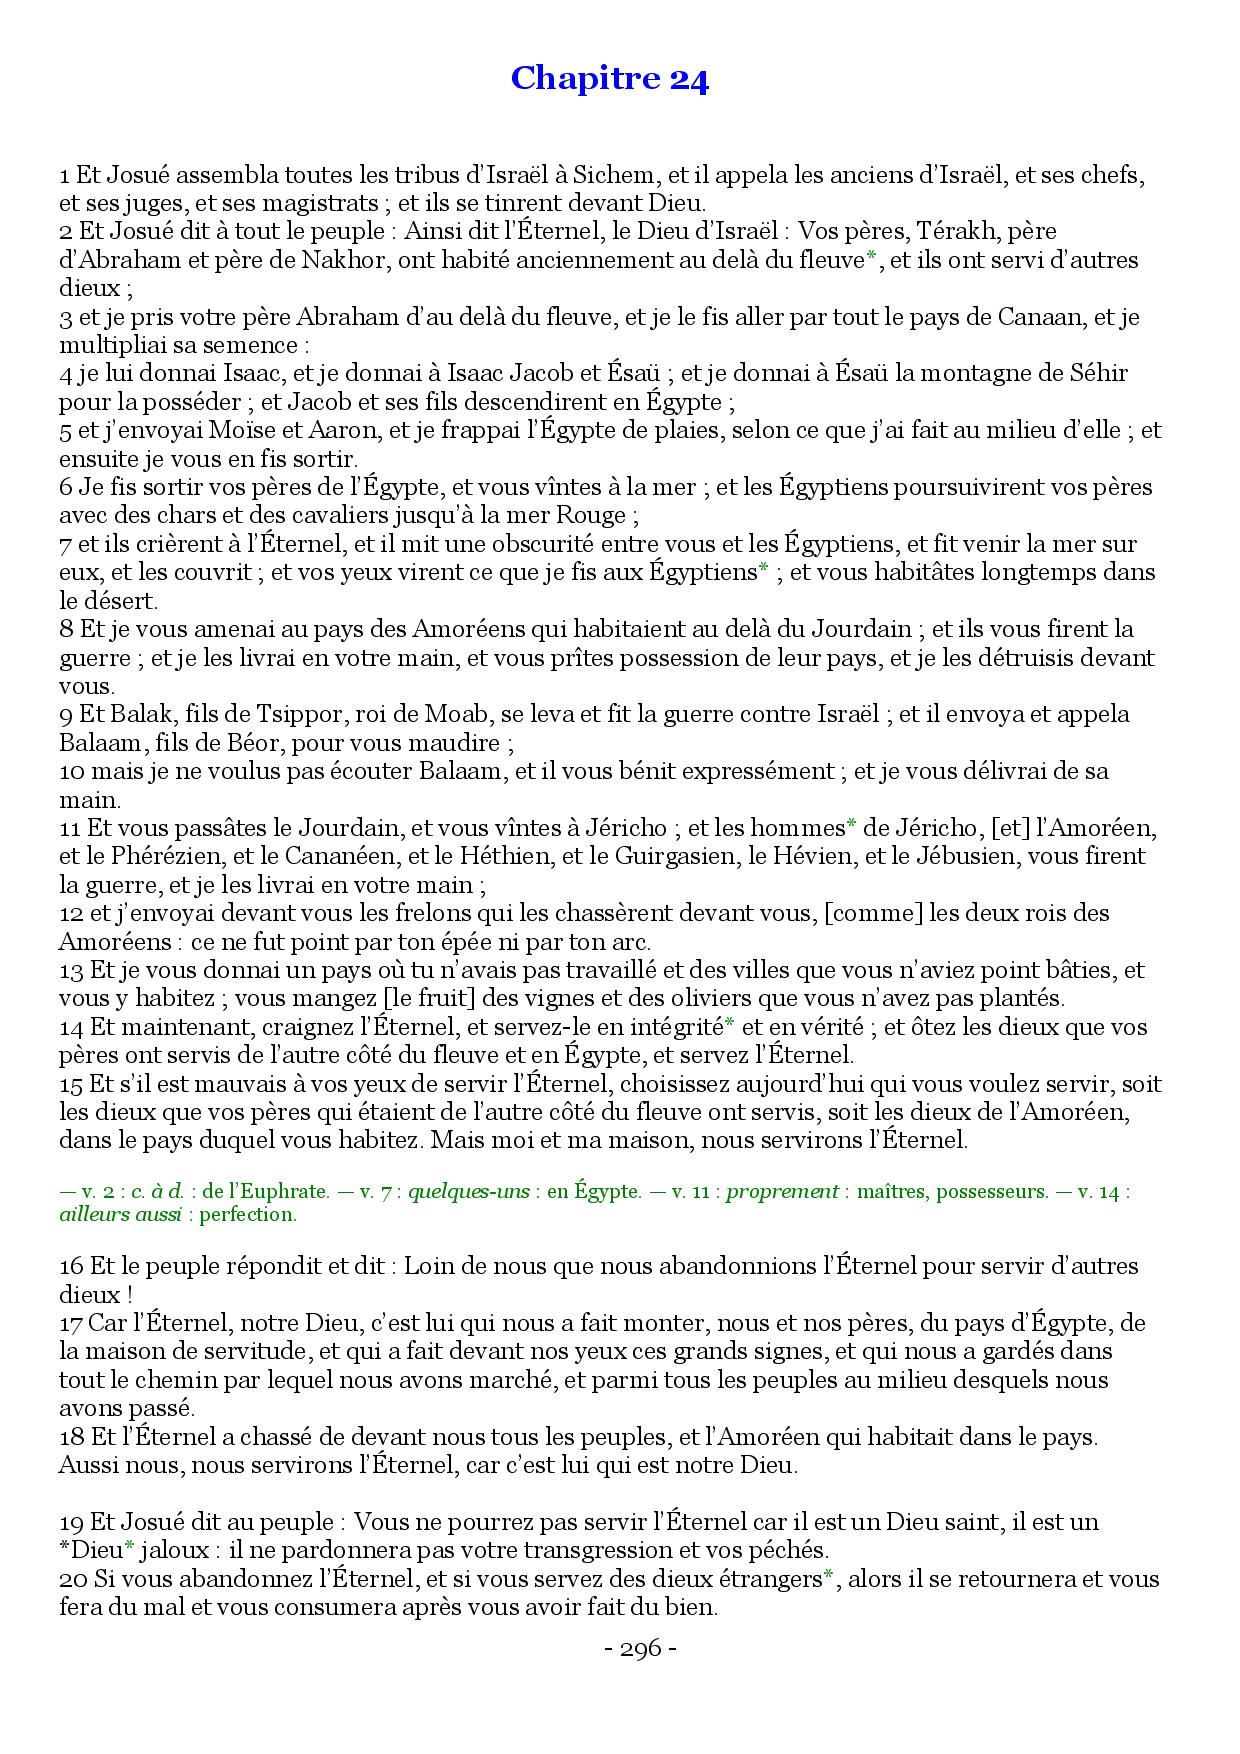 Chapitre 24
1 Et Josué assembla toutes les tribus d’Israël à Sichem, et il appela les anciens d’Israël, et ses chefs,
et ses juges, et ses magistrats ; et ils se tinrent devant Dieu.
2 Et Josué dit à tout le peuple : Ainsi dit l’Éternel, le Dieu d’Israël : Vos pères, Térakh, père
d’Abraham et père de Nakhor, ont habité anciennement au delà du fleuve*, et ils ont servi d’autres
dieux ;
3 et je pris votre père Abraham d’au delà du fleuve, et je le fis aller par tout le pays de Canaan, et je
multipliai sa semence :
4 je lui donnai Isaac, et je donnai à Isaac Jacob et Ésaü ; et je donnai à Ésaü la montagne de Séhir
pour la posséder ; et Jacob et ses fils descendirent en Égypte ;
5 et j’envoyai Moïse et Aaron, et je frappai l’Égypte de plaies, selon ce que j’ai fait au milieu d’elle ; et
ensuite je vous en fis sortir.
6 Je fis sortir vos pères de l’Égypte, et vous vîntes à la mer ; et les Égyptiens poursuivirent vos pères
avec des chars et des cavaliers jusqu’à la mer Rouge ;
7 et ils crièrent à l’Éternel, et il mit une obscurité entre vous et les Égyptiens, et fit venir la mer sur
eux, et les couvrit ; et vos yeux virent ce que je fis aux Égyptiens* ; et vous habitâtes longtemps dans
le désert.
8 Et je vous amenai au pays des Amoréens qui habitaient au delà du Jourdain ; et ils vous firent la
guerre ; et je les livrai en votre main, et vous prîtes possession de leur pays, et je les détruisis devant
vous.
9 Et Balak, fils de Tsippor, roi de Moab, se leva et fit la guerre contre Israël ; et il envoya et appela
Balaam, fils de Béor, pour vous maudire ;
10 mais je ne voulus pas écouter Balaam, et il vous bénit expressément ; et je vous délivrai de sa
main.
11 Et vous passâtes le Jourdain, et vous vîntes à Jéricho ; et les hommes* de Jéricho, [et] l’Amoréen,
et le Phérézien, et le Cananéen, et le Héthien, et le Guirgasien, le Hévien, et le Jébusien, vous firent
la guerre, et je les livrai en votre main ;
12 et j’envoyai devant vous les frelons qui les chassèrent devant vous, [comme] les deux rois des
Amoréens : ce ne fut point par ton épée ni par ton arc.
13 Et je vous donnai un pays où tu n’avais pas travaillé et des villes que vous n’aviez point bâties, et
vous y habitez ; vous mangez [le fruit] des vignes et des oliviers que vous n’avez pas plantés.
14 Et maintenant, craignez l’Éternel, et servez-le en intégrité* et en vérité ; et ôtez les dieux que vos
pères ont servis de l’autre côté du fleuve et en Égypte, et servez l’Éternel.
15 Et s’il est mauvais à vos yeux de servir l’Éternel, choisissez aujourd’hui qui vous voulez servir, soit
les dieux que vos pères qui étaient de l’autre côté du fleuve ont servis, soit les dieux de l’Amoréen,
dans le pays duquel vous habitez. Mais moi et ma maison, nous servirons l’Éternel.
— v. 2 : c. à d. : de l’Euphrate. — v. 7 : quelques-uns : en Égypte. — v. 11 : proprement : maîtres, possesseurs. — v. 14 :
ailleurs aussi : perfection.
16 Et le peuple répondit et dit : Loin de nous que nous abandonnions l’Éternel pour servir d’autres
dieux !
17 Car l’Éternel, notre Dieu, c’est lui qui nous a fait monter, nous et nos pères, du pays d’Égypte, de
la maison de servitude, et qui a fait devant nos yeux ces grands signes, et qui nous a gardés dans
tout le chemin par lequel nous avons marché, et parmi tous les peuples au milieu desquels nous
avons passé.
18 Et l’Éternel a chassé de devant nous tous les peuples, et l’Amoréen qui habitait dans le pays.
Aussi nous, nous servirons l’Éternel, car c’est lui qui est notre Dieu.
19 Et Josué dit au peuple : Vous ne pourrez pas servir l’Éternel car il est un Dieu saint, il est un
*Dieu* jaloux : il ne pardonnera pas votre transgression et vos péchés.
20 Si vous abandonnez l’Éternel, et si vous servez des dieux étrangers*, alors il se retournera et vous
fera du mal et vous consumera après vous avoir fait du bien.
- 296 -